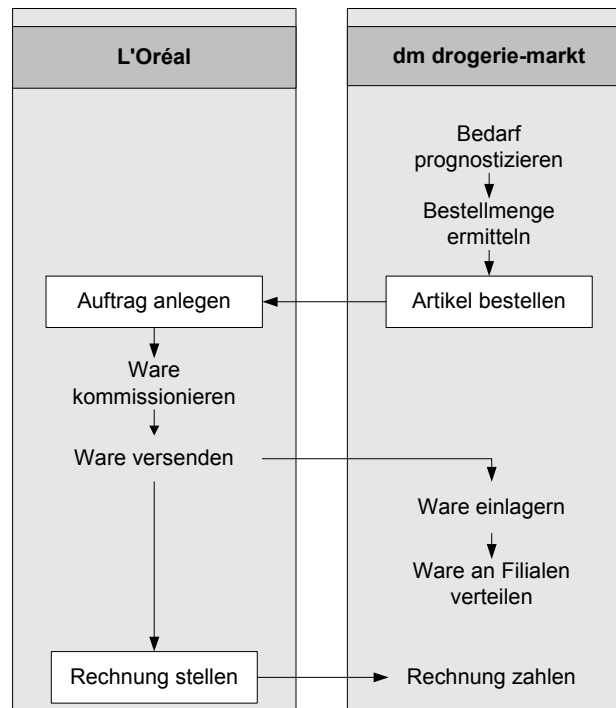 L'Oréal
dm drogerie-markt
Bedarf
prognostizieren
Bestellmenge
ermitteln
Auftrag anlegen
Artikel bestellen
Ware
kommissionieren
Ware versenden
Ware einlagern
Ware an Filialen
verteilen
Rechnung stellen
Rechnung zahlen